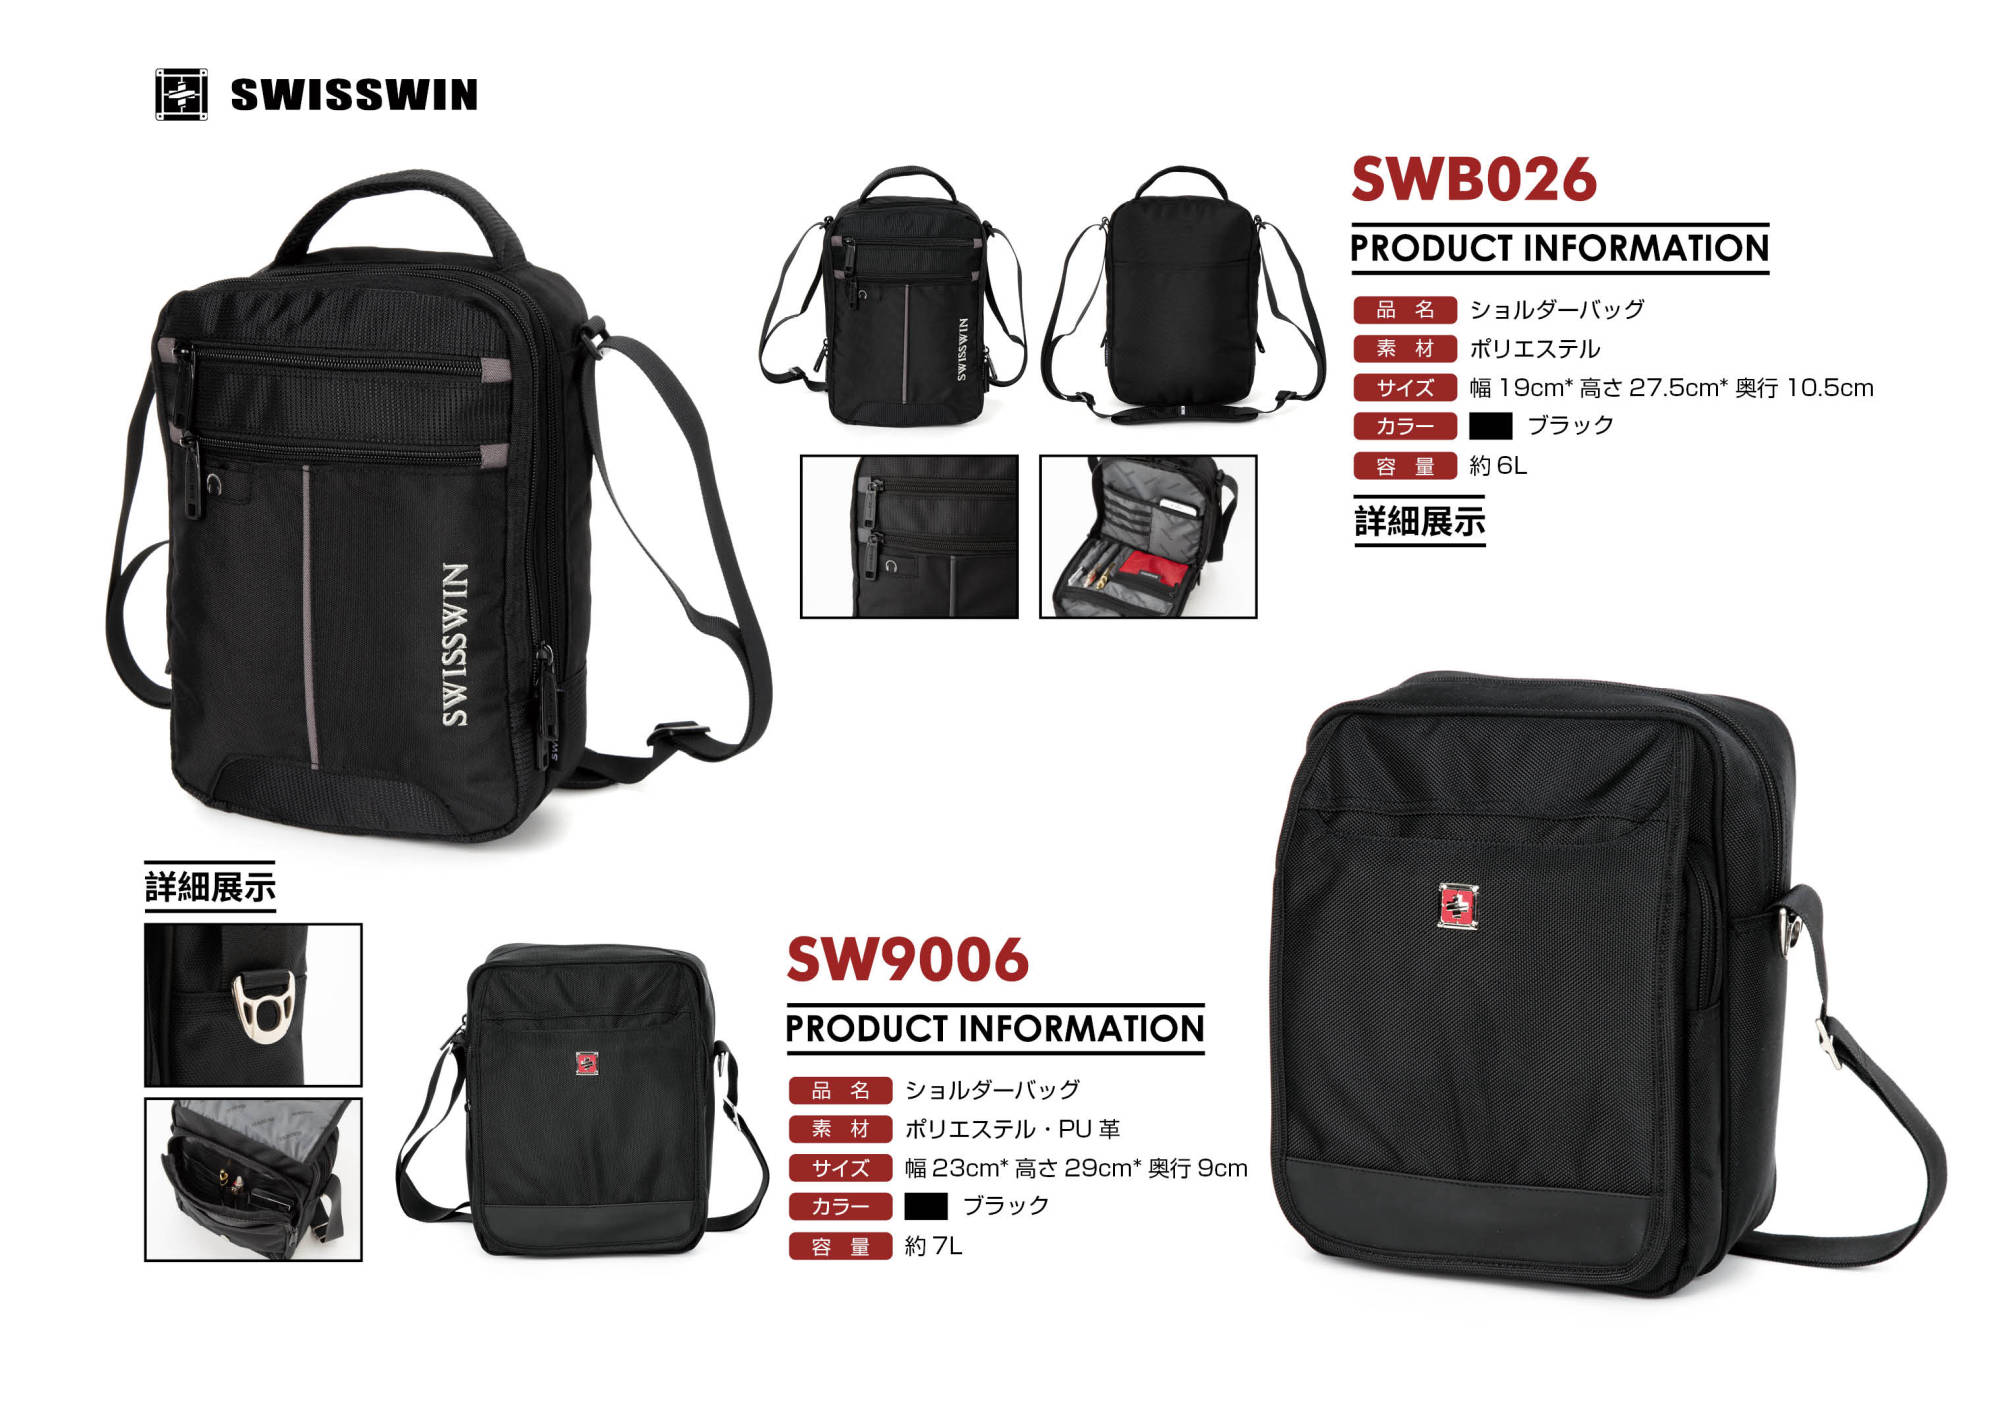 SWISSWIN
SWISSWIN
SWISSWIN
SWB026
PRODUCT INFORMATION
品 名 ショルダーバッグ
素 材 ポリエステル
サイズ 幅 19cm* 高さ 27.5cm* 奥行 10.5cm
カラー ブラック
容 量 約 6L
詳細展示
詳細展示
SW9006
PRODUCT INFORMATION
品 名 ショルダーバッグ
素 材 ポリエステル・PU 革
サイズ 幅 23cm* 高さ 29cm* 奥行 9cm
カラー ブラック
容 量 約 7L